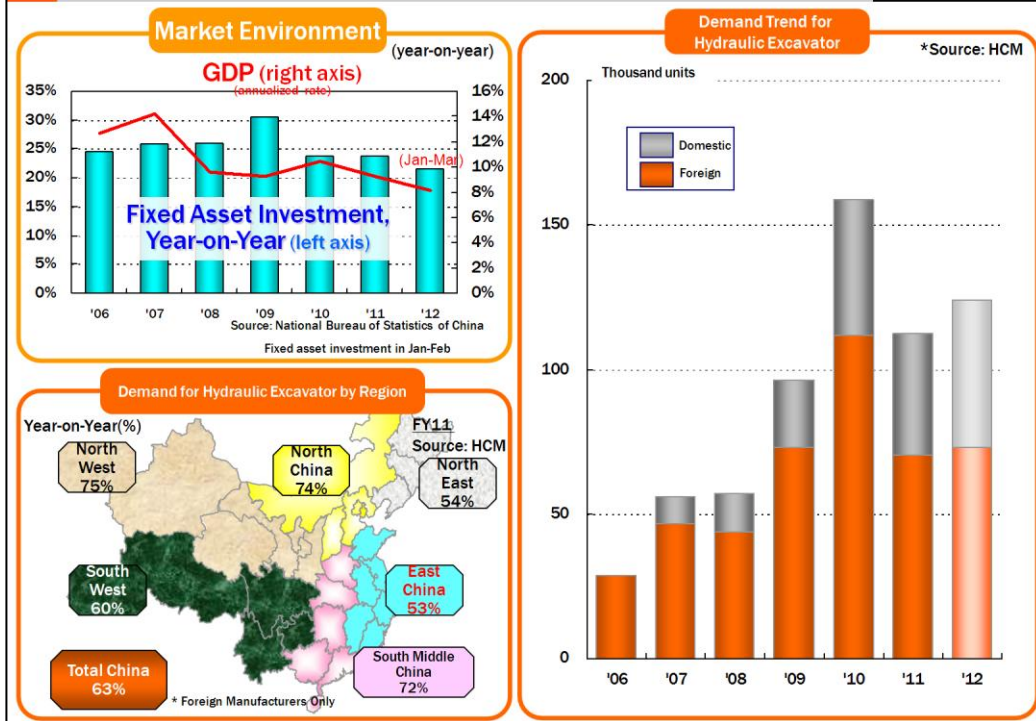 Market Environment
(year-on-year)
GDP (right axis)
(annualized rate)
35%
30%
25%
20%
15%
10%
5%
0%
16%
14%
12%
10%
8%
6%
4%
2%
0%
(Jan-Mar)
Fixed Asset Investment,
Year-on-Year (left axis)
'06 '07 '08 '09 '10 '11 '12
Source: National Bureau of Statistics of China
Fixed asset investment in Jan-Feb
Demand for Hydraulic Excavator by Region
Year-on-Year(%)
FY11
Source: HCM
North
West
75%
North
China
74%
North
East
54%
South
West
60%
East
China
53%
Total China
63%
South Middle
China
72%
* Foreign Manufacturers Only
Demand Trend for
Hydraulic Excavator
*Source: HCM
Thousand units
200
150
100
50
0
Domestic
Foreign
'06 '07 '08 '09 '10 '11 '12